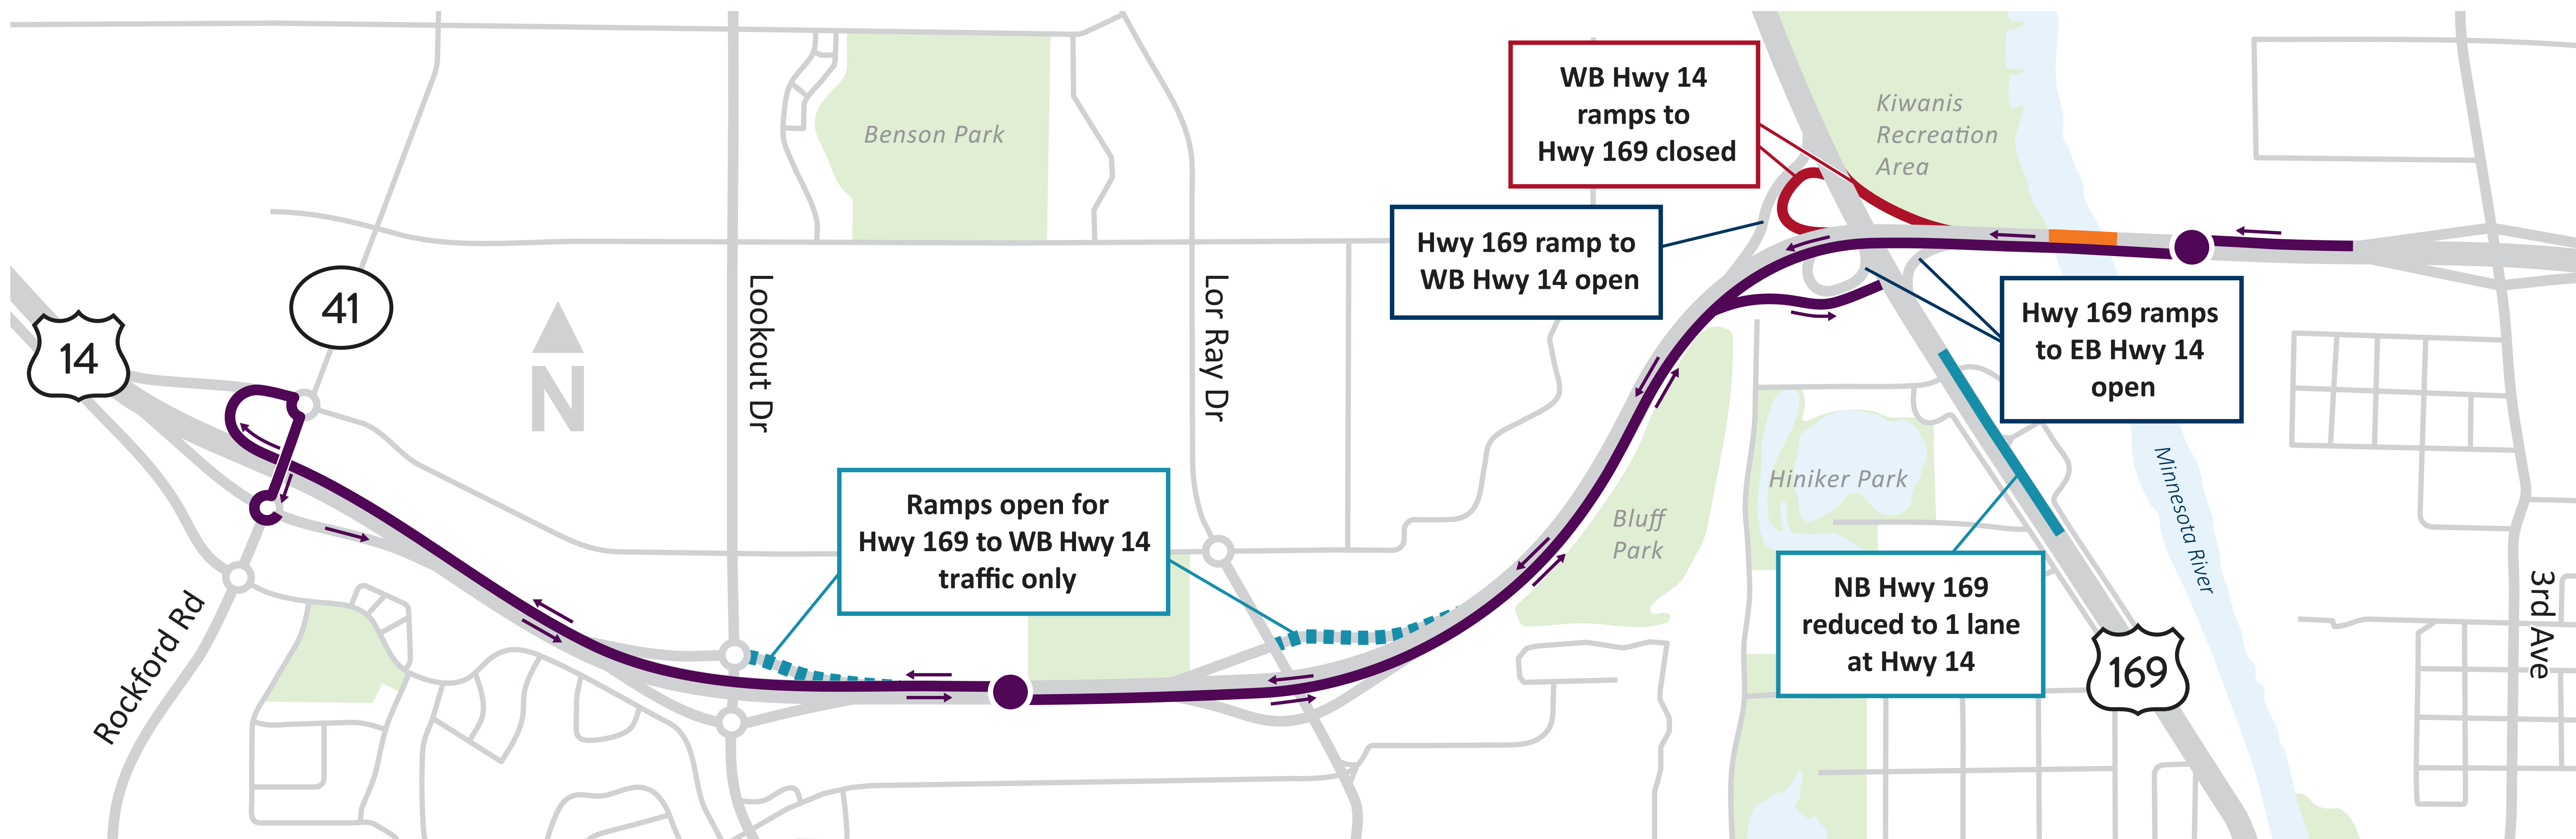 WB Hwy 14
ramps to
Hwy 169 closed
Kiwanis
Recreation
Area
Benson Park
Hwy 169 ramp to
WB Hwy 14 open
Hwy 169 ramps
to EB Hwy 14
open
41
14
N
Lookout Dr
Lor Ray Dr
Ramps open for
Hwy 169 to WB Hwy 14
traffic only
Bluff
Park
Hiniker Park
Minnesota River
NB Hwy 169
reduced to 1 lane
at Hwy 14
169
3rd Ave
Rockford Rd